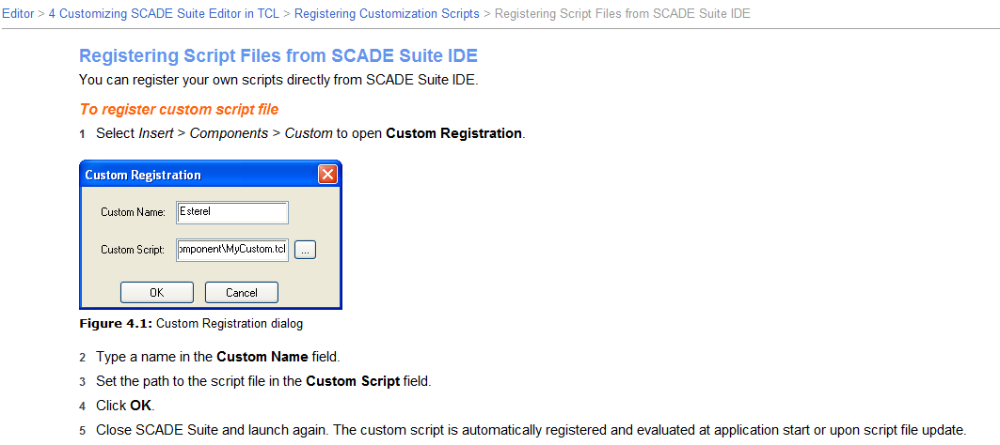 Editor > 4 Customizing SCADE Suite Editor in TCL > Registering Customization Scripts > Registering Script Files from SCADE Suite IDE
Registering Script Files from SCADE Suite IDE
You can register your own scripts directly from SCADE Suite IDE.
To register custom script file
1 Select Insert > Components > Custom to open Custom Registration.
Custom Registration
Custom Name: Esterel
Custom Script: omponent\MyCustom.tcl ...
OK Cancel
Figure 4.1: Custom Registration dialog
2 Type a name in the Custom Name field.
3 Set the path to the script file in the Custom Script field.
4 Click OK.
5 Close SCADE Suite and launch again. The custom script is automatically registered and evaluated at application start or upon script file update.